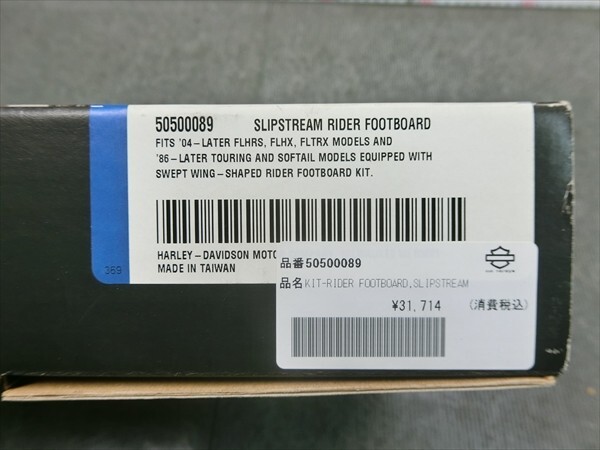 50500089 SLIPSTREAM RIDER FOOTBOARD
FITS '04-LATER FLHRS, FLHX, FLTRX MODELS AND
'86-LATER TOURING AND SOFTAIL MODELS EQUIPPED WITH
SWEPT WING-SHAPED RIDER FOOTBOARD KIT.
HARLEY-DAVIDSON MOTO
MADE IN TAIWAN
369
品番50500089
品名KIT-RIDER FOOTBOARD,SLIPSTREAM
¥31,714 (消費税込)